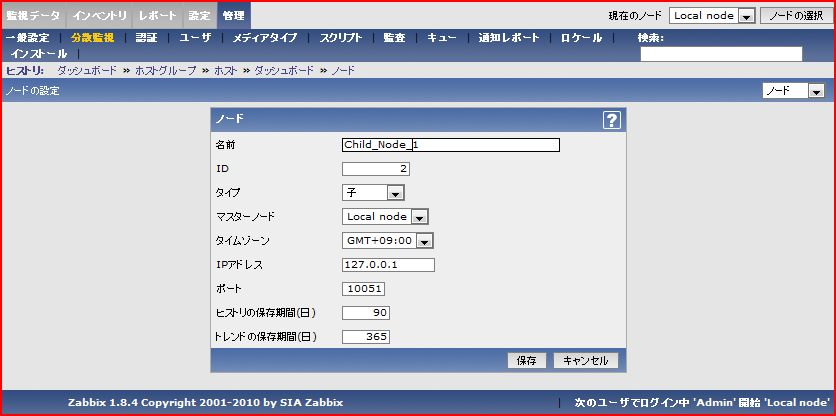 監視データ インベントリ レポート 設定 管理 現在のノード Local node ノードの選択
一般設定 | 分散監視 | 認証 | ユーザ | メディアタイプ | スクリプト | 監査 | キュー | 通知レポート | ロケール | 検索:
インストール |
ヒストリ: ダッシュボード » ホストグループ » ホスト » ダッシュボード » ノード
ノードの設定 ノード
ノード ?
名前 Child_Node_1
ID 2
タイプ 子
マスターノード Local node
タイムゾーン GMT+09:00
IPアドレス 127.0.0.1
ポート 10051
ヒストリの保存期間(日) 90
トレンドの保存期間(日) 365
保存 キャンセル
Zabbix 1.8.4 Copyright 2001-2010 by SIA Zabbix | 次のユーザでログイン中 'Admin' 開始 'Local node'